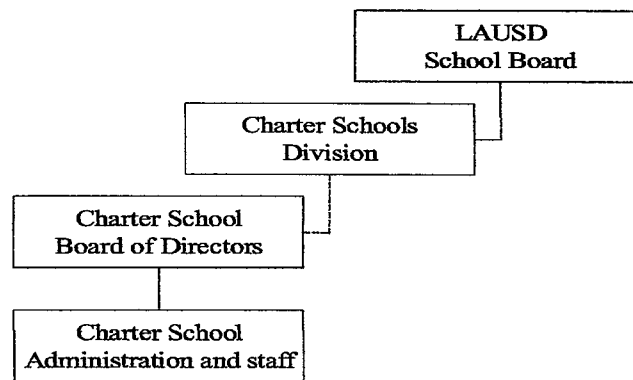 LAUSD
School Board
Charter Schools
Division
Charter School
Board of Directors
Charter School
Administration and staff